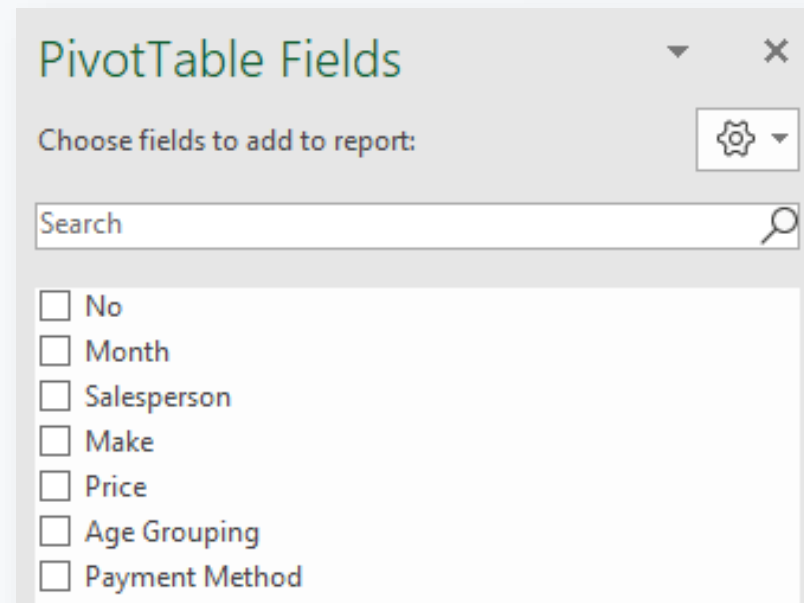 PivotTable Fields
Choose fields to add to report:
Search
No
Month
Salesperson
Make
Price
Age Grouping
Payment Method